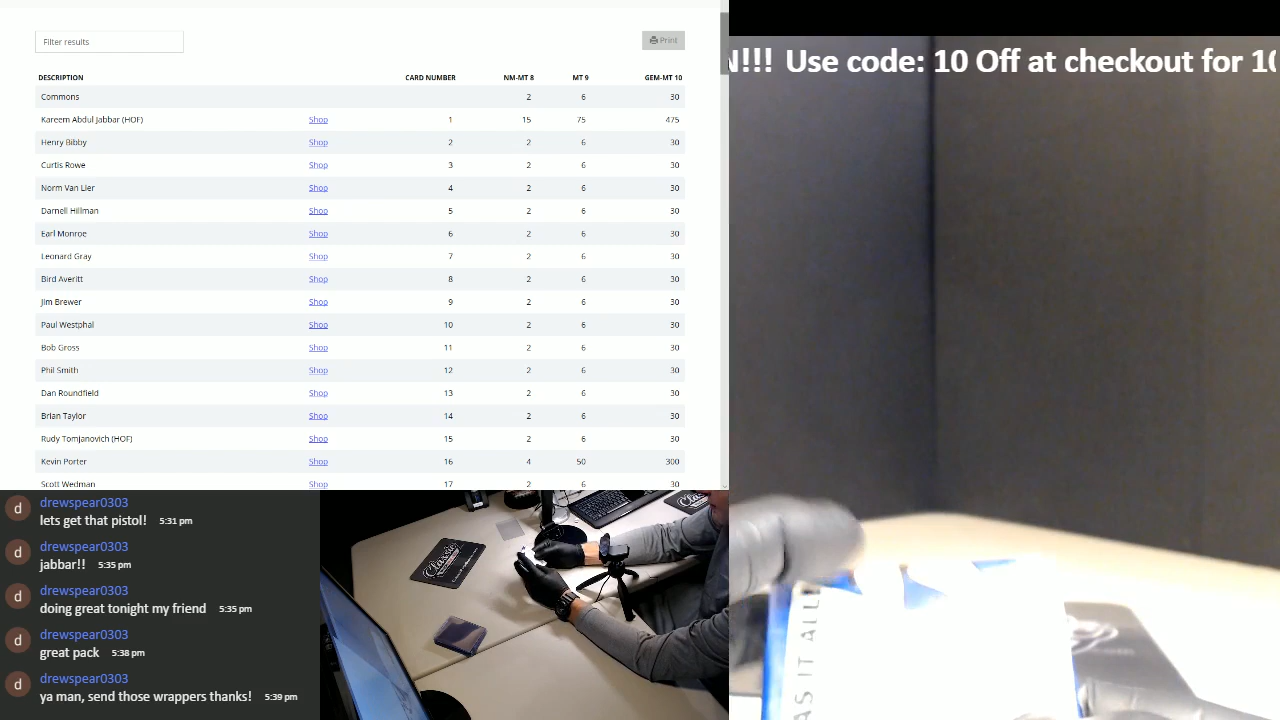 Filter results
Print
DESCRIPTION CARD NUMBER NM-MT 8 MT 9 GEM-MT 10
Commons 2 6 30
Kareem Abdul Jabbar (HOF) Shop 1 15 75 475
Henry Bibby Shop 2 2 6 30
Curtis Rowe Shop 3 2 6 30
Norm Van Lier Shop 4 2 6 30
Darnell Hillman Shop 5 2 6 30
Earl Monroe Shop 6 2 6 30
Leonard Gray Shop 7 2 6 30
Bird Averitt Shop 8 2 6 30
Jim Brewer Shop 9 2 6 30
Paul Westphal Shop 10 2 6 30
Bob Gross Shop 11 2 6 30
Phil Smith Shop 12 2 6 30
Dan Roundfield Shop 13 2 6 30
Brian Taylor Shop 14 2 6 30
Rudy Tomjanovich (HOF) Shop 15 2 6 30
Kevin Porter Shop 16 4 50 300
Scott Wedman Shop 17 2 6 30
!!! Use code: 10 Off at checkout for
d drewspear0303
lets get that pistol! 5:31 pm
d drewspear0303
jabbar!! 5:35 pm
d drewspear0303
doing great tonight my friend 5:35 pm
d drewspear0303
great pack 5:38 pm
d drewspear0303
ya man, send those wrappers thanks! 5:39 pm
Classic
AS IT ALL